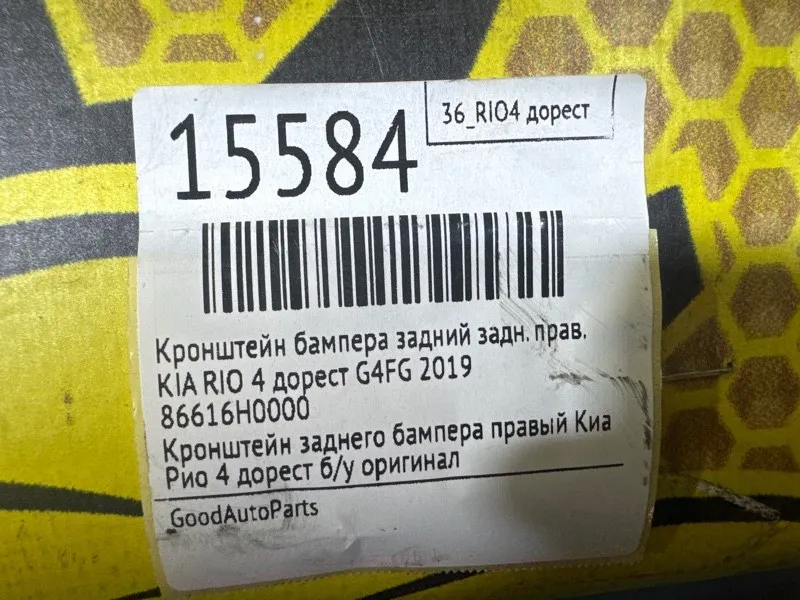 15584
36_RIO4 дорест
Кронштейн бампера задний задн. прав.
KIA RIO 4 дорест G4FG 2019
86616H0000
Кронштейн заднего бампера правый Киа
Рио 4 дорест б/у оригинал
GoodAutoParts